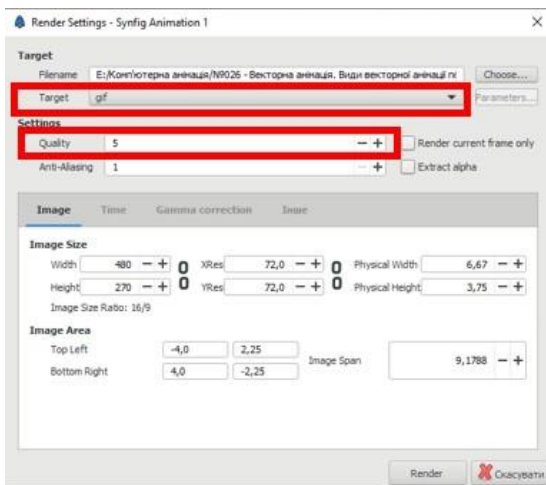 Render Settings - Synfig Animation 1
Target
Filename E:/Комп'ютерна анімація/№9026 - Векторна анімація. Види векторної анімації Choose...
Target gif Parameters...
Settings
Quality 5 Render current frame only
Anti-Aliasing 1 Extract alpha
Image Time Gamma correction Інше
Image Size
Width 480 XRes 72,0 Physical Width 6,67
Height 270 YRes 72,0 Physical Height 3,75
Image Size Ratio: 16/9
Image Area
Top Left -4,0 2,25 Image Span 9,1788
Bottom Right 4,0 -2,25
Render Скасувати